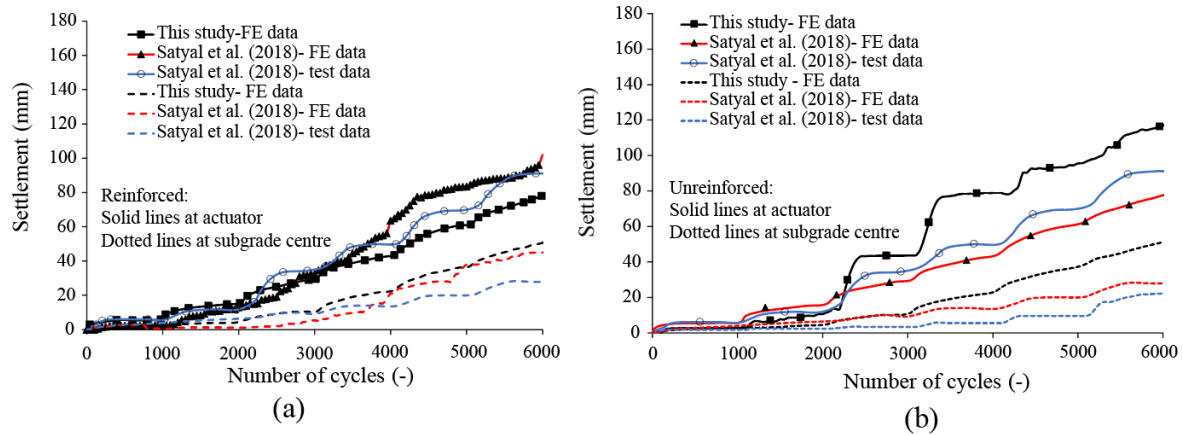 180
160
140
120
100
80
60
40
20
0
Settlement (mm)
This study-FE data
Satyal et al. (2018)- FE data
Satyal et al. (2018)- test data
This study- FE data
Satyal et al. (2018)- FE data
Satyal et al. (2018)- test data
Reinforced:
Solid lines at actuator
Dotted lines at subgrade centre
0 1000 2000 3000 4000 5000 6000
Number of cycles (-)
(a)
180
160
140
120
100
80
60
40
20
0
Settlement (mm)
This study- FE data
Satyal et al. (2018)- FE data
Satyal et al. (2018)- test data
This study - FE data
Satyal et al. (2018)- FE data
Satyal et al. (2018)- test data
Unreinforced:
Solid lines at actuator
Dotted lines at subgrade centre
0 1000 2000 3000 4000 5000 6000
Number of cycles (-)
(b)